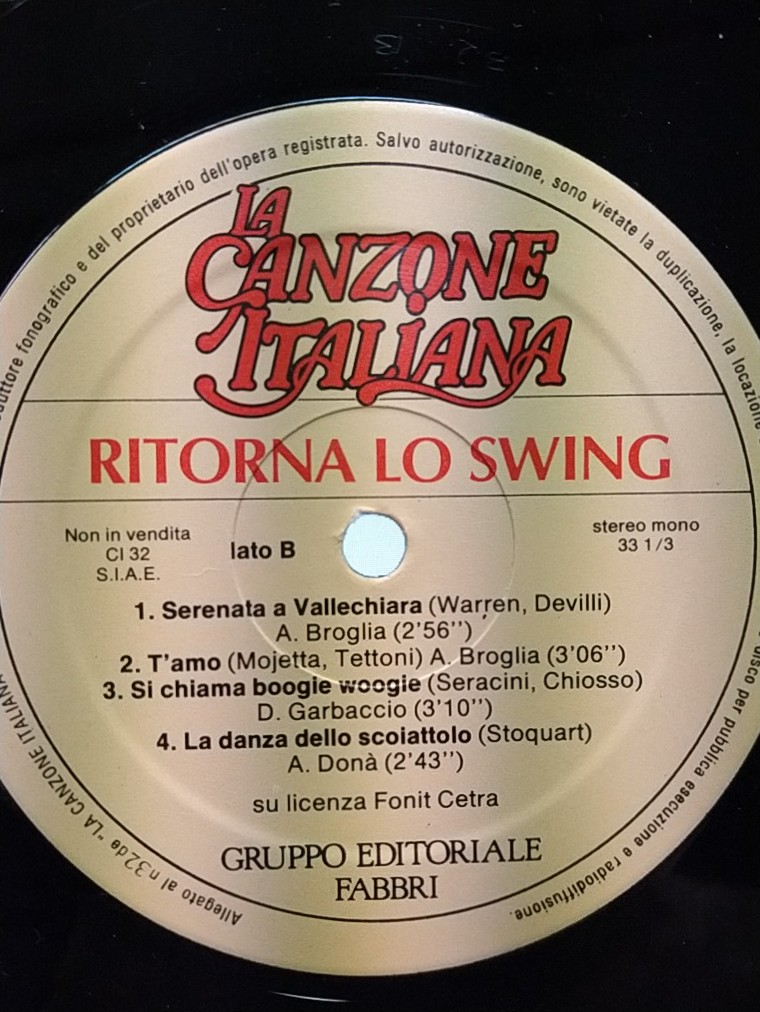 32 B
duttore fonografico e del proprietario dell'opera registrata. Salvo autorizzazione, sono vietate la duplicazione, la locazione
LA
CANZONE
ITALIANA
RITORNA LO SWING
Non in vendita
CI 32
S.I.A.E.
lato B
stereo mono
33 1/3
1. Serenata a Vallechiara (Warren, Devilli)
A. Broglia (2'56'')
2. T'amo (Mojetta, Tettoni) A. Broglia (3'06'')
3. Si chiama boogie woogie (Seracini, Chiosso)
D. Garbaccio (3'10'')
4. La danza dello scoiattolo (Stoquart)
A. Donà (2'43'')
su licenza Fonit Cetra
GRUPPO EDITORIALE
FABBRI
disco per pubblica esecuzione e radiodiffusione.
Allegato al n.32 de "LA CANZONE ITALIANA